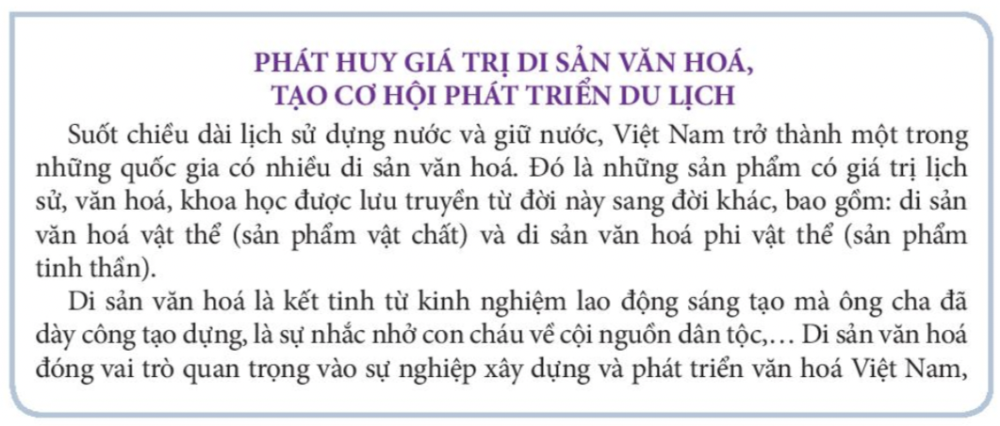 PHÁT HUY GIÁ TRỊ DI SẢN VĂN HOÁ,
TẠO CƠ HỘI PHÁT TRIỂN DU LỊCH
Suốt chiều dài lịch sử dựng nước và giữ nước, Việt Nam trở thành một trong
những quốc gia có nhiều di sản văn hoá. Đó là những sản phẩm có giá trị lịch
sử, văn hoá, khoa học được lưu truyền từ đời này sang đời khác, bao gồm: di sản
văn hoá vật thể (sản phẩm vật chất) và di sản văn hoá phi vật thể (sản phẩm
tinh thần).
Di sản văn hoá là kết tinh từ kinh nghiệm lao động sáng tạo mà ông cha đã
dày công tạo dựng, là sự nhắc nhở con cháu về cội nguồn dân tộc,… Di sản văn hoá
đóng vai trò quan trọng vào sự nghiệp xây dựng và phát triển văn hoá Việt Nam,